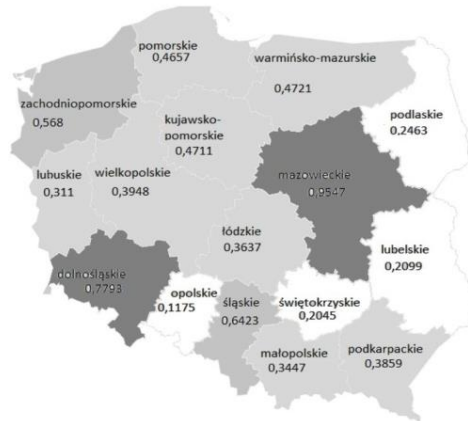 pomorskie
0,4657
warmińsko-mazurskie
0,4721
zachodniopomorskie
0,568
podlaskie
0,2463
kujawsko-
pomorskie
0,4711
lubuskie
0,311
wielkopolskie
0,3948
mazowieckie
0,9547
łódzkie
0,3637
lubelskie
0,2099
dolnośląskie
0,7793
opolskie
0,1175
śląskie
0,6423
świętokrzyskie
0,2045
małopolskie
0,3447
podkarpackie
0,3859